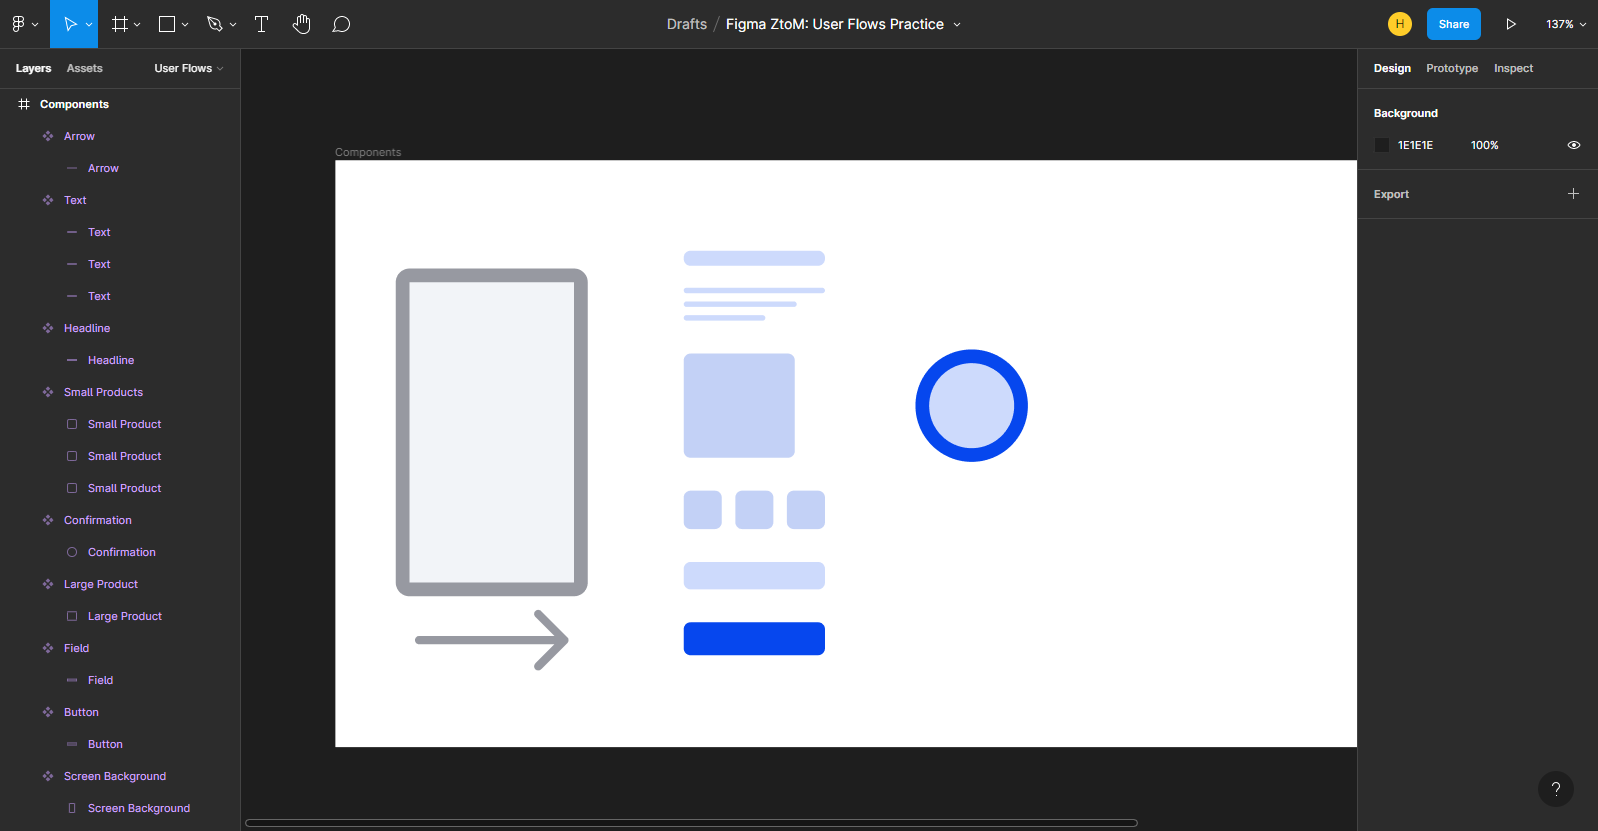 Drafts / Figma ZtoM: User Flows Practice
H
Share
137%
Layers Assets User Flows
Components
Arrow
Arrow
Text
Text
Text
Text
Headline
Headline
Small Products
Small Product
Small Product
Small Product
Confirmation
Confirmation
Large Product
Large Product
Field
Field
Button
Button
Screen Background
Screen Background
Components
Design Prototype Inspect
Background
1E1E1E 100%
Export
?